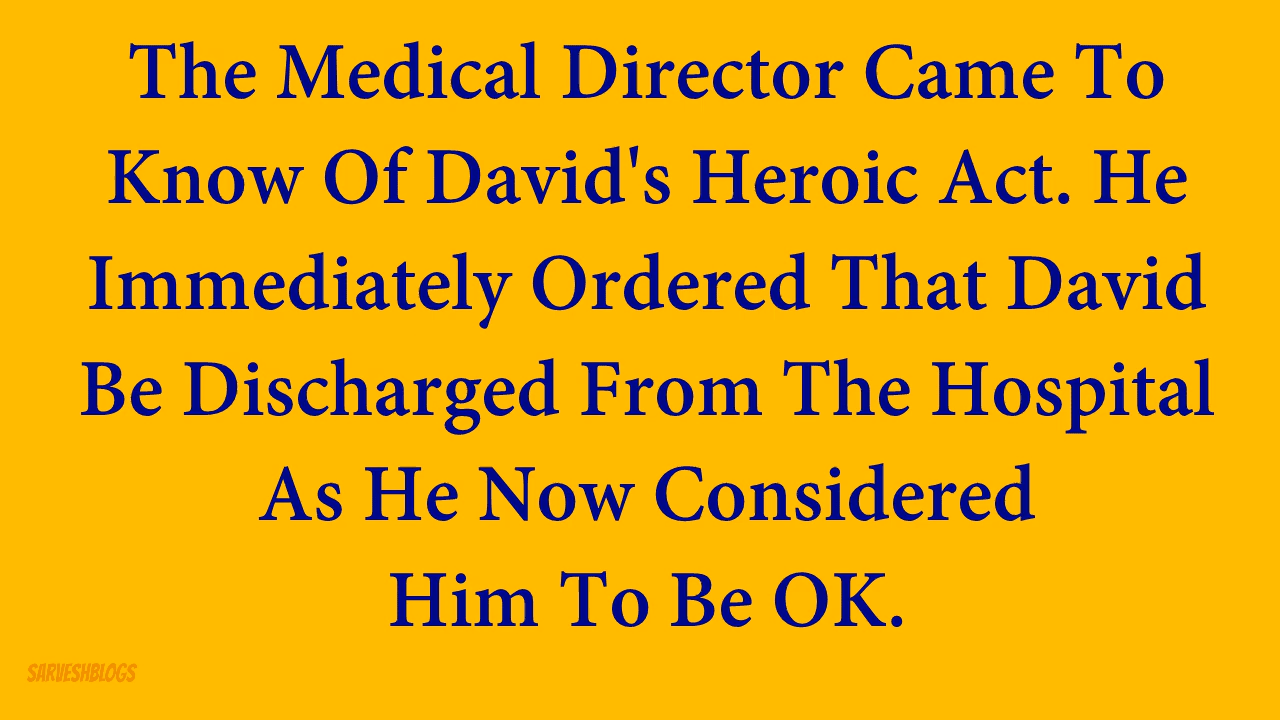 The Medical Director Came To
Know Of David's Heroic Act. He
Immediately Ordered That David
Be Discharged From The Hospital
As He Now Considered
Him To Be OK.
SARVESHBLOGS